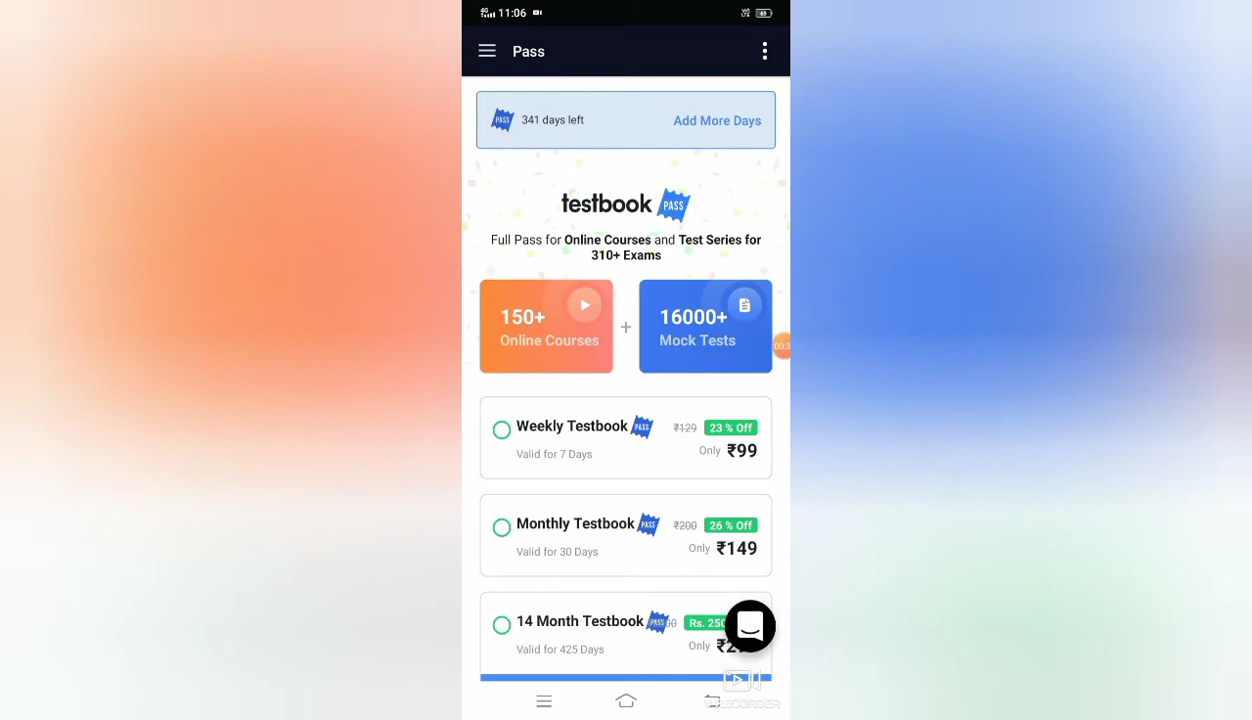 11:06
69
Pass
PASS 341 days left Add More Days
testbook PASS
Full Pass for Online Courses and Test Series for
310+ Exams
150+
Online Courses
+
16000+
Mock Tests
Weekly Testbook PASS ₹129 23 % Off
Valid for 7 Days Only ₹99
Monthly Testbook PASS ₹200 26 % Off
Valid for 30 Days Only ₹149
14 Month Testbook PASS Rs. 250
Valid for 425 Days Only